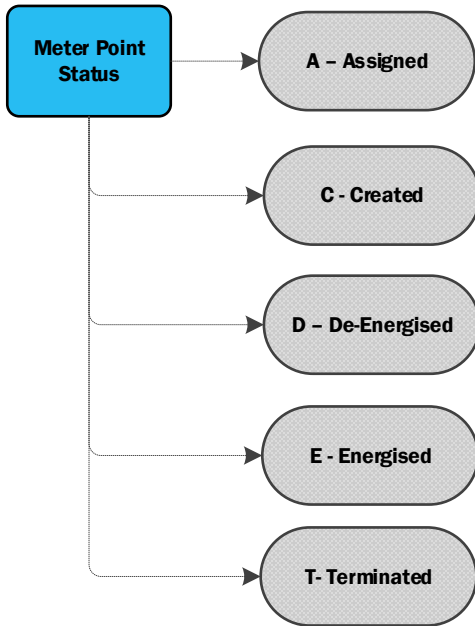 Meter Point
Status
A – Assigned
C - Created
D – De-Energised
E - Energised
T- Terminated